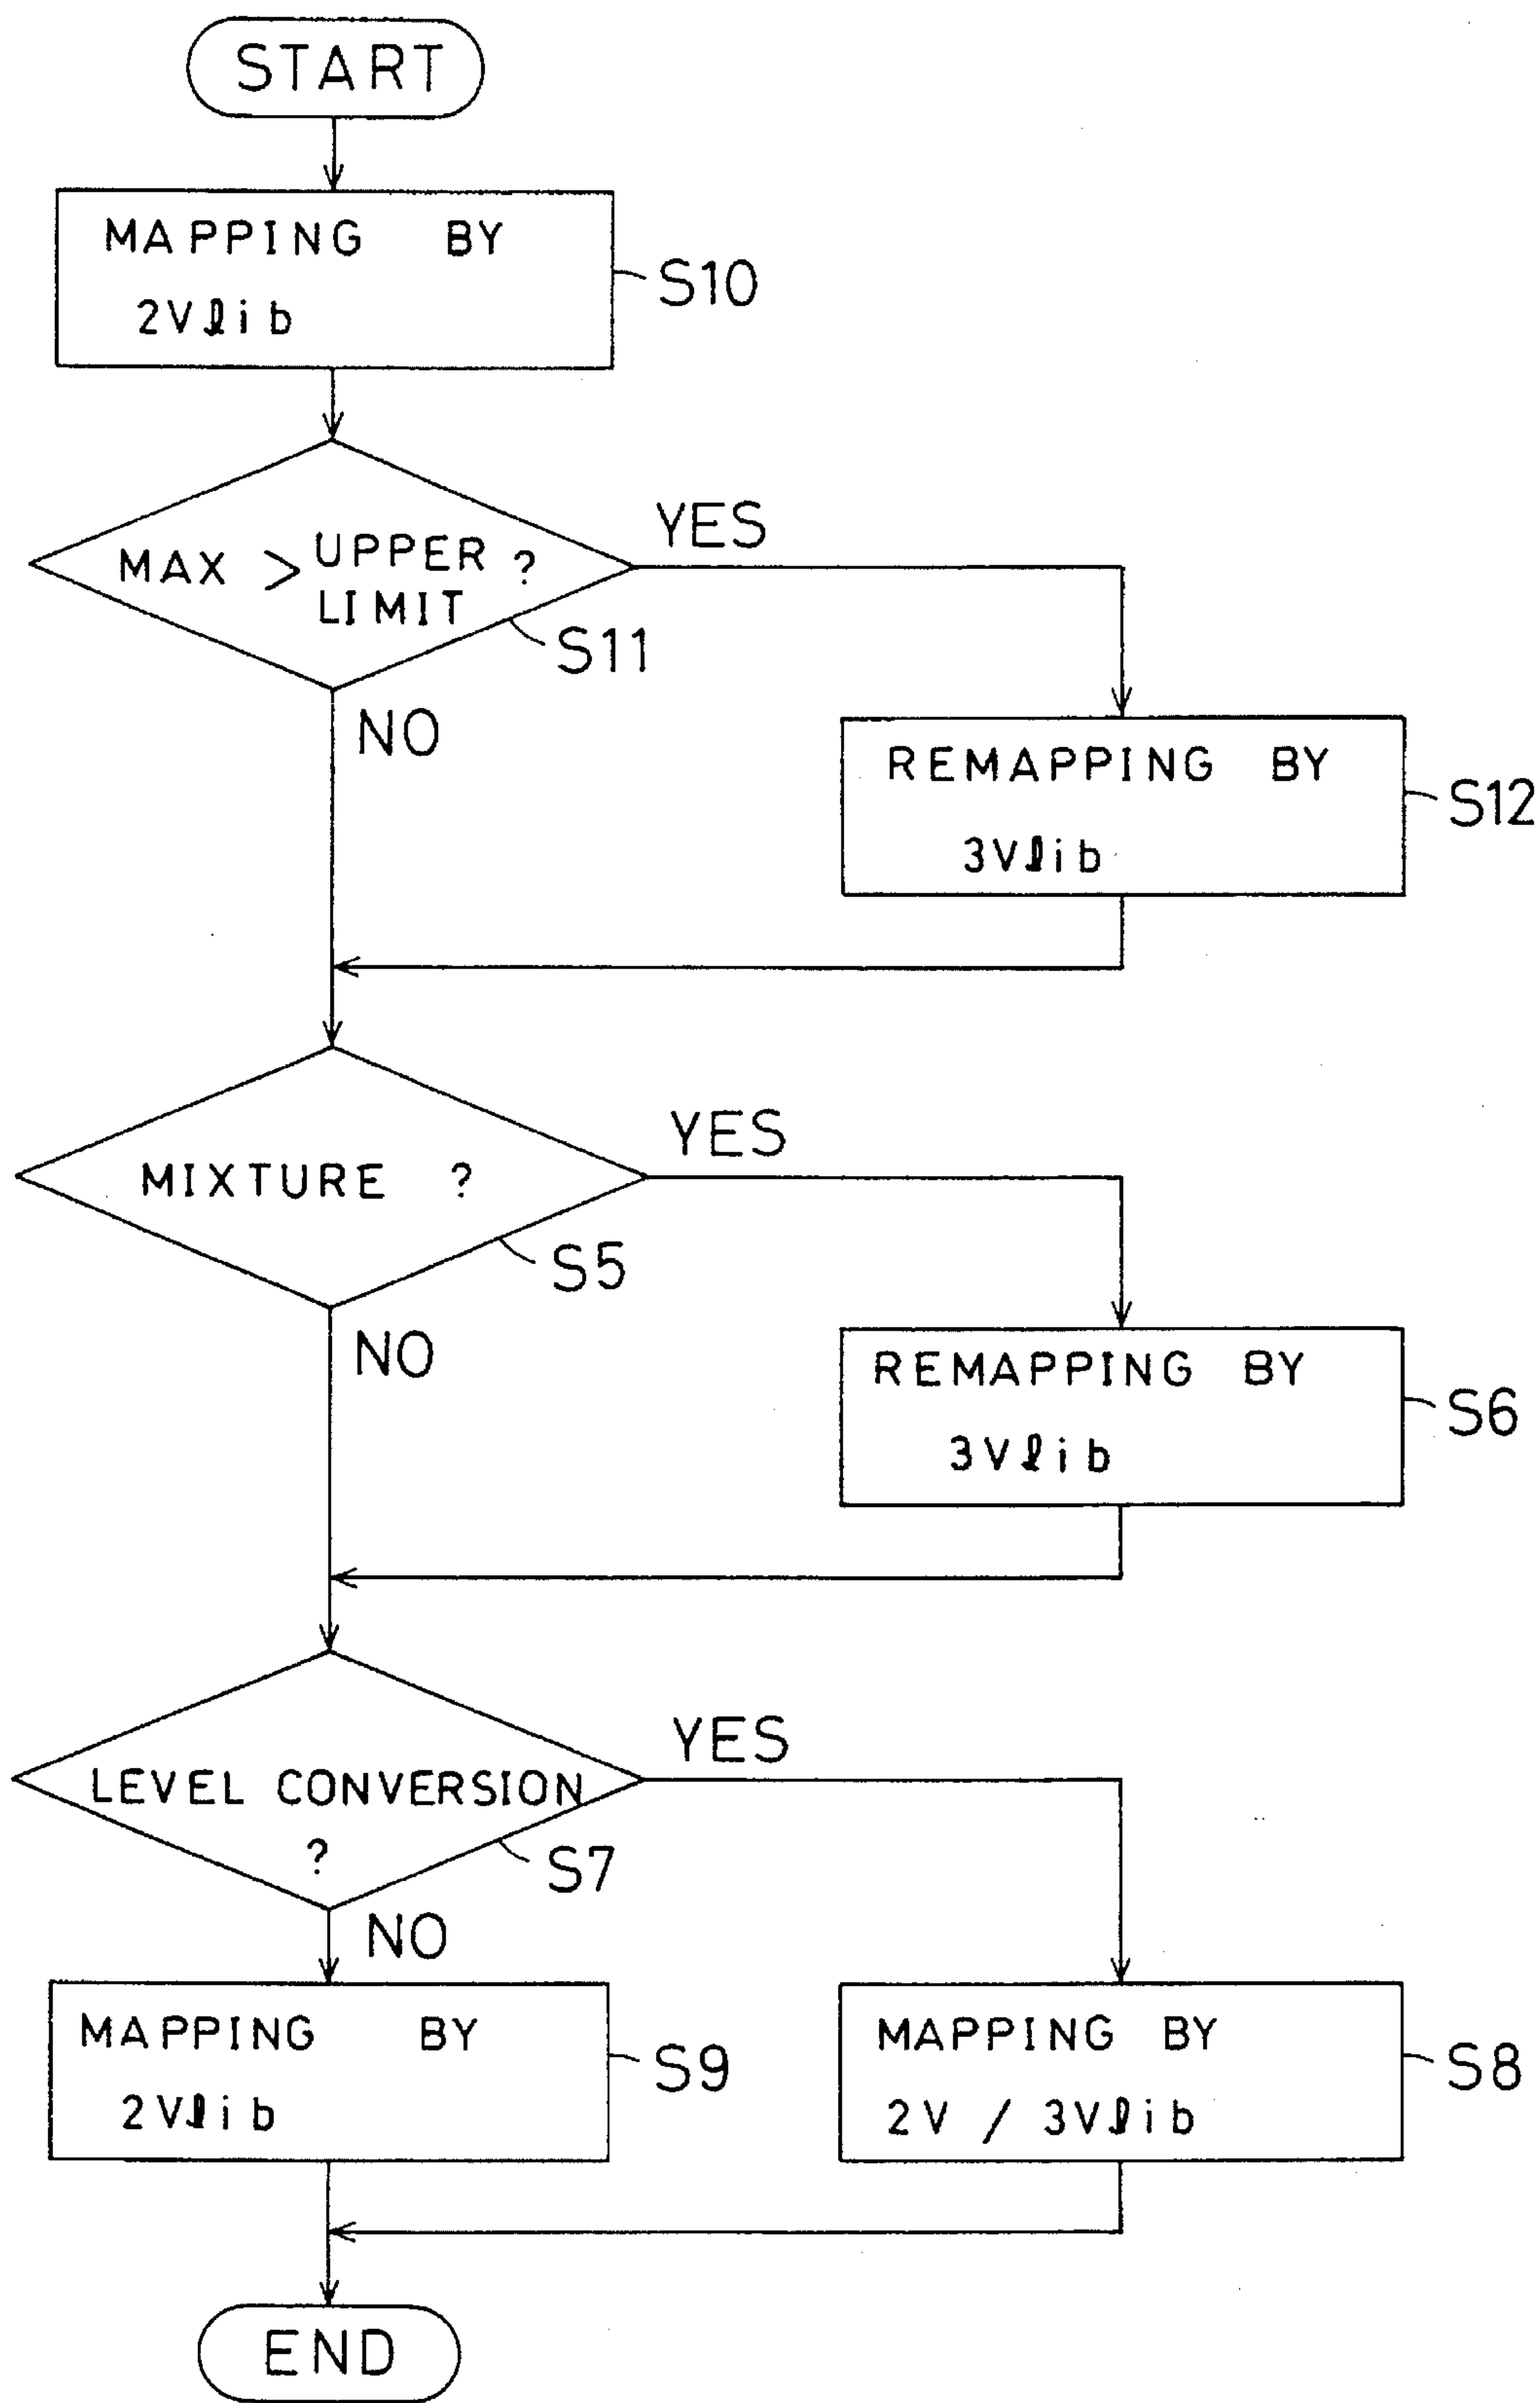 START
MAPPING BY
2Vlib
S10
MAX > UPPER LIMIT ?
YES
S11
NO
REMAPPING BY
3Vlib
S12
MIXTURE ?
YES
S5
NO
REMAPPING BY
3Vlib
S6
LEVEL CONVERSION
?
YES
S7
NO
MAPPING BY
2Vlib
S9
MAPPING BY
2V / 3Vlib
S8
END